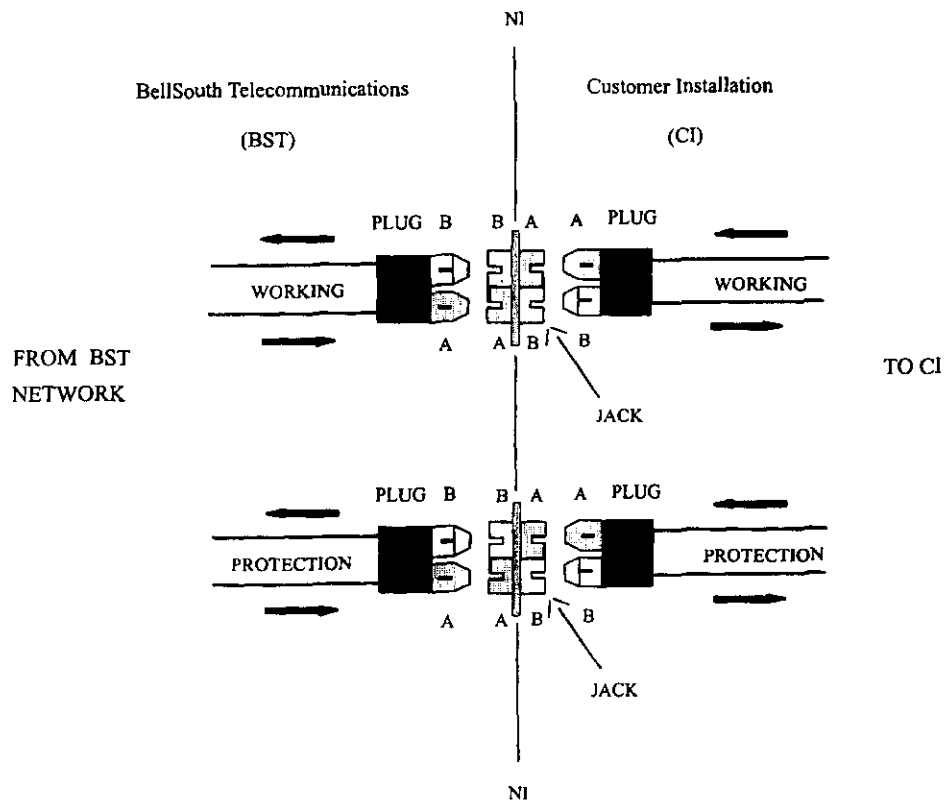 NI
BellSouth Telecommunications
Customer Installation
(BST)
(CI)
PLUG B B A A PLUG
WORKING
WORKING
A A B B
FROM BST
NETWORK
TO CI
JACK
PLUG B B A A PLUG
PROTECTION
PROTECTION
A A B B
JACK
NI